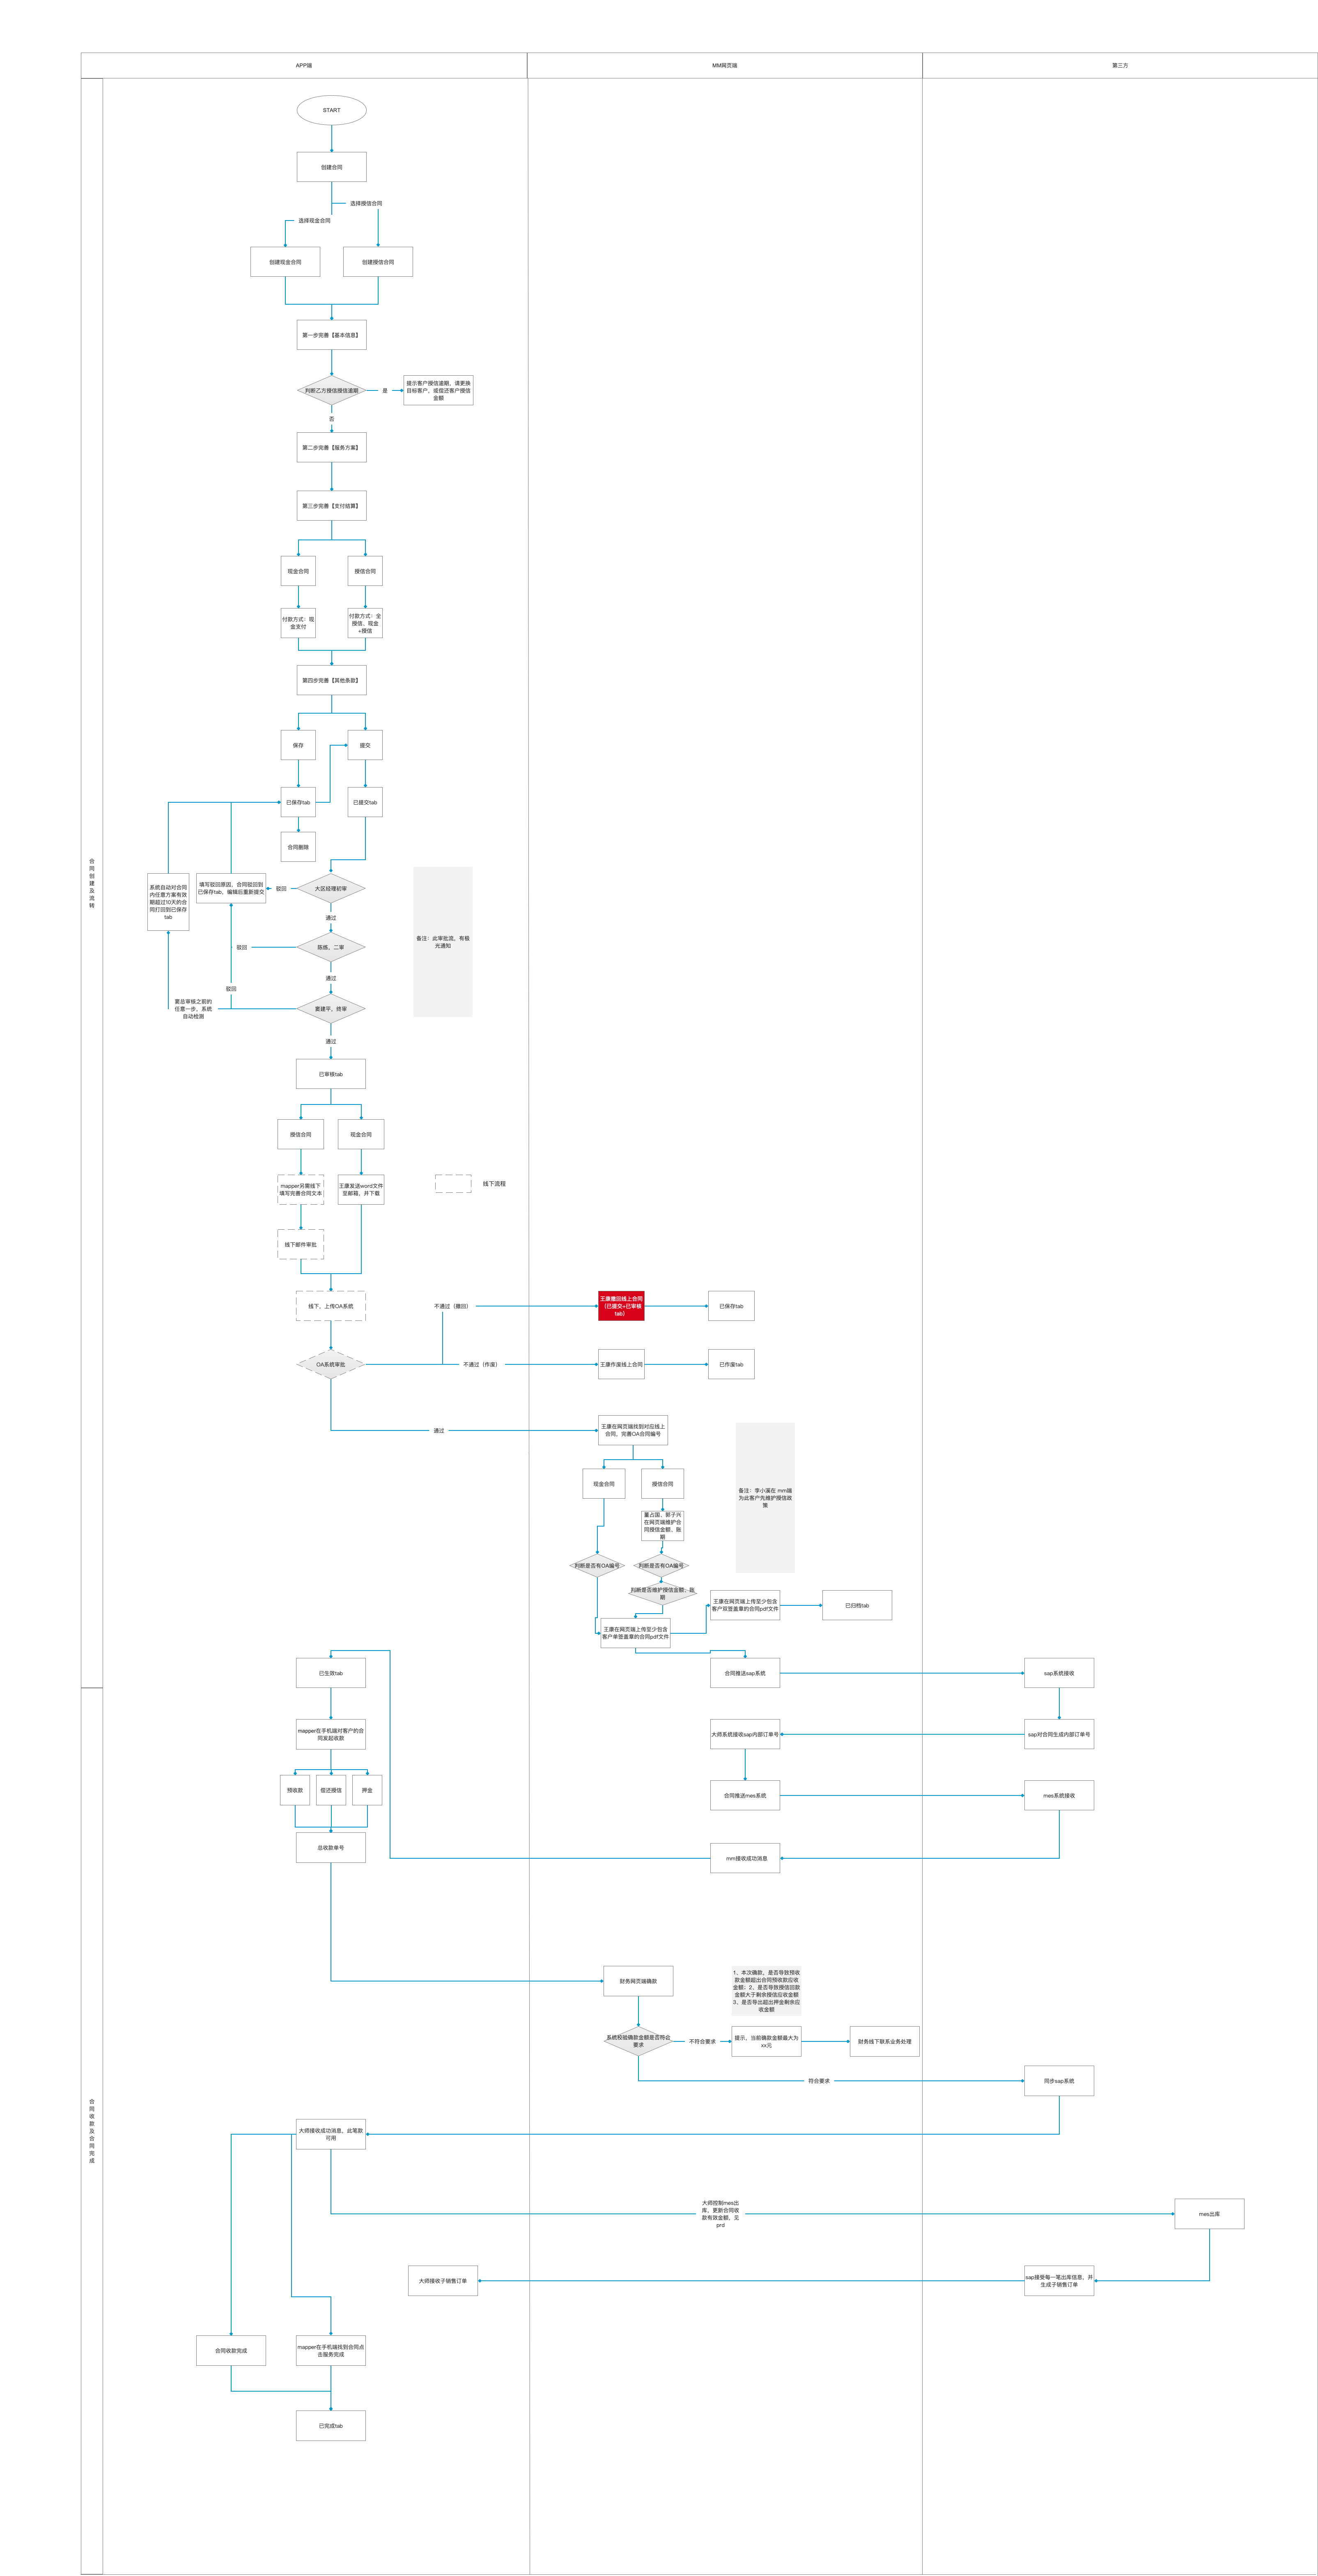 APP端
MM网页端
第三方
合
同
创
建
及
流
转
START
创建合同
选择授信合同
选择现金合同
创建现金合同
创建授信合同
第一步完善【基本信息】
判断乙方授信授信逾期
是
提示客户授信逾期，请更换
目标客户，或偿还客户授信
金额
否
第二步完善【服务方案】
第三步完善【支付结算】
现金合同
授信合同
付款方式：现
金支付
付款方式：全
授信、现金
+授信
第四步完善【其他条款】
保存
提交
已保存tab
已提交tab
合同删除
系统自动对合同
内任意方案有效
期超过10天的合
同打回到已保存
tab
填写驳回原因，合同驳回到
已保存tab，编辑后重新提交
驳回
大区经理初审
通过
备注：此审批流，有极
光通知
驳回
陈炼，二审
通过
驳回
要总审核之前的
任意一步，系统
自动检测
建平，终审
通过
已审核tab
授信合同
现金合同
mapper另需线下
填写完善合同文本
王康发送word文件
至邮箱，并下载
线下流程
线下邮件审批
线下，上传OA系统
不通过（撤回）
王康撤回线上合同
（已提交+已审核
tab）
已保存tab
OA系统审批
不通过（作废）
王康作废线上合同
已作废tab
通过
王康在网页端找到对应线上
合同，完善OA合同编号
现金合同
授信合同
备注：李小溪在 mm端
为此客户先维护授信政
策
董占国、郭子兴
在网页端维护合
同授信金额、账
期
判断是否有OA编号
判断是否有OA编号
判断是否维护授信金额、账
期
王康在网页端上传至少包含
客户双签盖章的合同pdf文件
已归档tab
王康在网页端上传至少包含
客户单签盖章的合同pdf文件
已生效tab
合同推送sap系统
sap系统接收
合
同
收
款
及
合
同
完
成
mapper在手机端对客户的合
同发起收款
大师系统接收sap内部订单号
sap对合同生成内部订单号
预收款
偿还授信
押金
合同推送mes系统
mes系统接收
总收款单号
mm接收成功消息
财务网页端确款
1、本次确款，是否导致预收
款金额超出合同预收款应收
金额；2、是否导致授信回款
金额大于剩余授信应收金额
3、是否导出超出押金剩余应
收金额
系统校验确款金额是否符合
要求
不符合要求
提示，当前确款金额最大为
xx元
财务线下联系业务处理
符合要求
同步sap系统
大师接收成功消息，此笔款
可用
大师控制mes出
库，更新合同收
款有效金额，见
prd
mes出库
大师接收子销售订单
sap接受每一笔出库信息，并
生成子销售订单
合同收款完成
mapper在手机端找到合同点
击服务完成
已完成tab